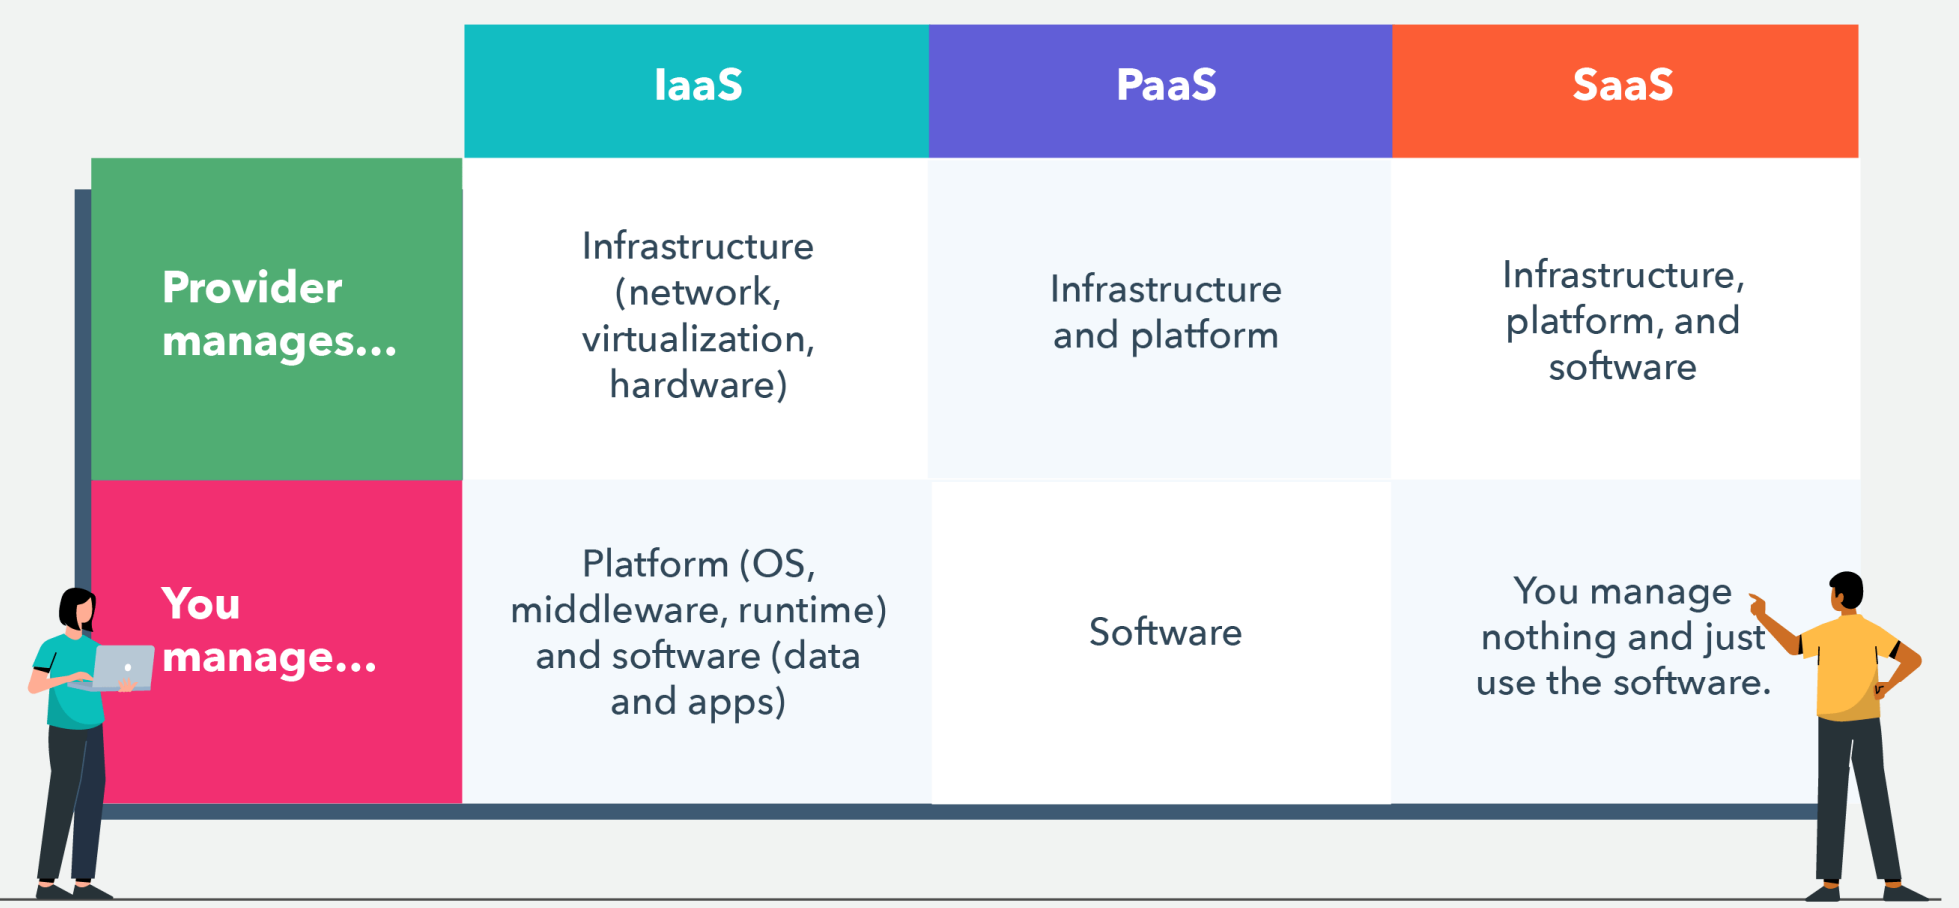 IaaS
PaaS
SaaS
Provider
manages...
Infrastructure
(network,
virtualization,
hardware)
Infrastructure
and platform
Infrastructure,
platform, and
software
You
manage...
Platform (OS,
middleware, runtime)
and software (data
and apps)
Software
You manage
nothing and just
use the software.